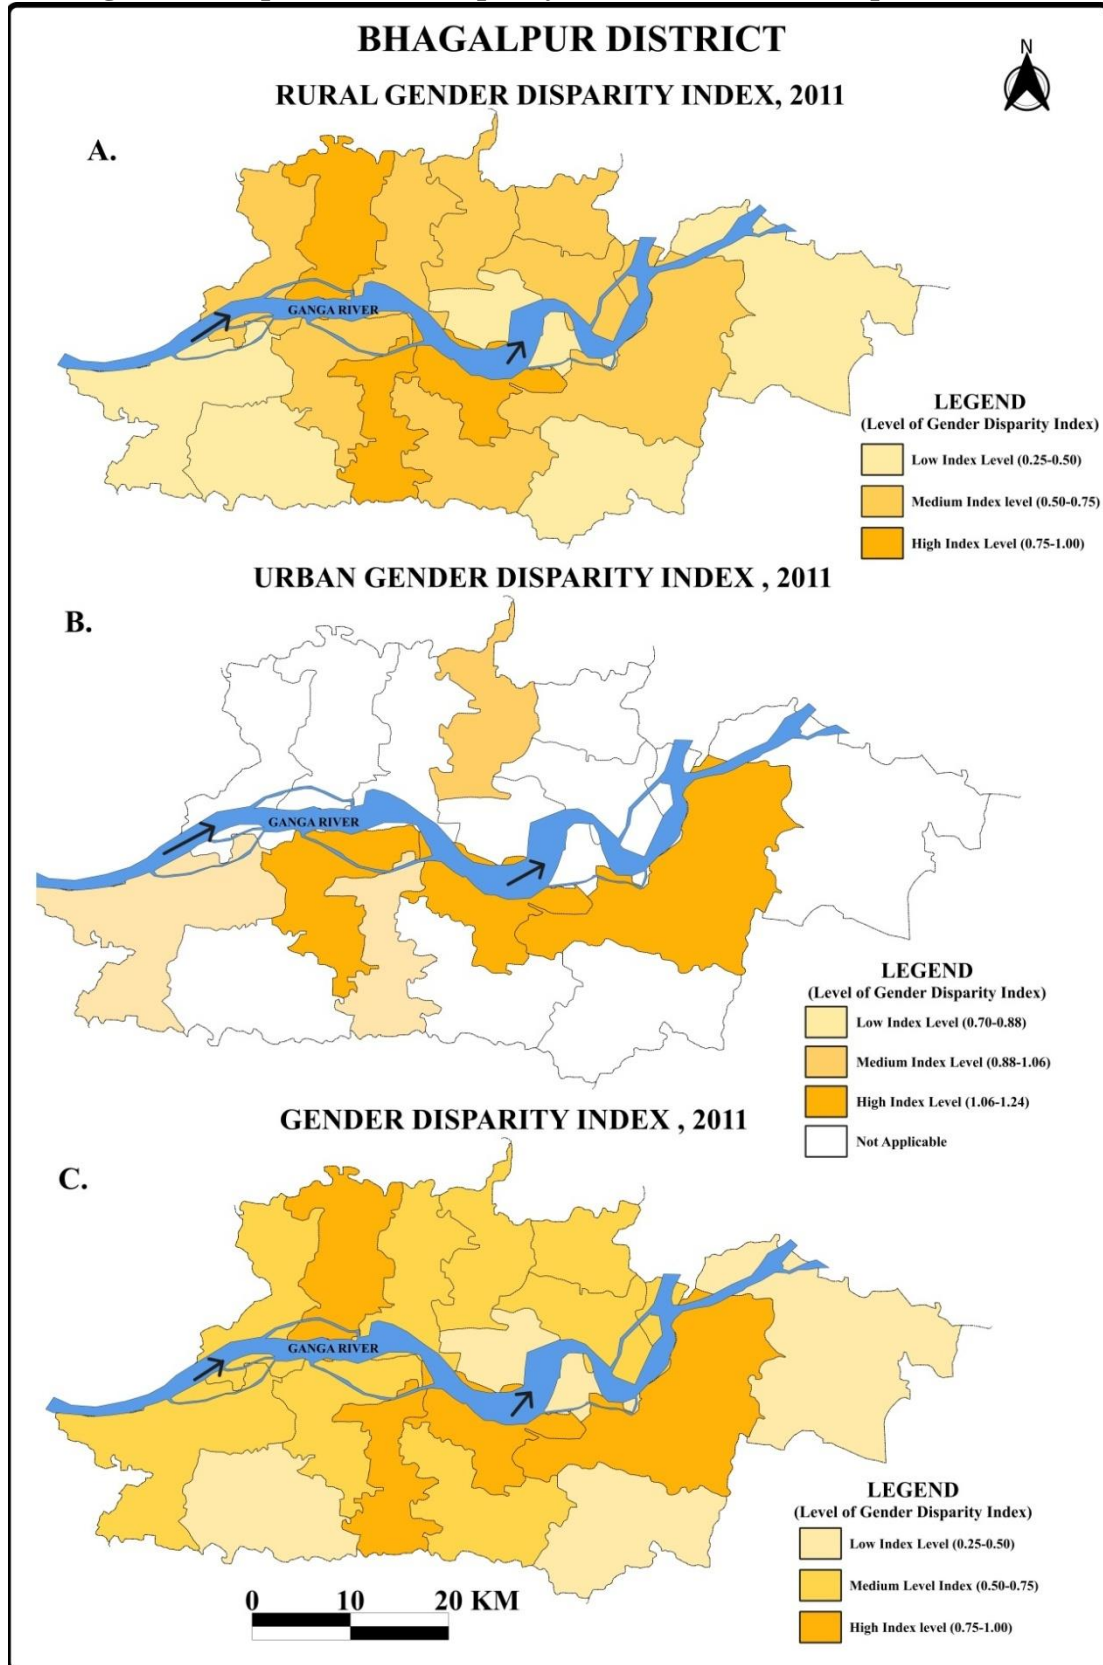 BHAGALPUR DISTRICT
N
RURAL GENDER DISPARITY INDEX, 2011
A.
GANGA RIVER
LEGEND
(Level of Gender Disparity Index)
Low Index Level (0.25-0.50)
Medium Index level (0.50-0.75)
High Index Level (0.75-1.00)
URBAN GENDER DISPARITY INDEX , 2011
B.
GANGA RIVER
LEGEND
(Level of Gender Disparity Index)
Low Index Level (0.70-0.88)
Medium Index Level (0.88-1.06)
High Index Level (1.06-1.24)
Not Applicable
GENDER DISPARITY INDEX , 2011
C.
GANGA RIVER
LEGEND
(Level of Gender Disparity Index)
Low Index Level (0.25-0.50)
Medium Level Index (0.50-0.75)
High Index level (0.75-1.00)
0 10 20 KM